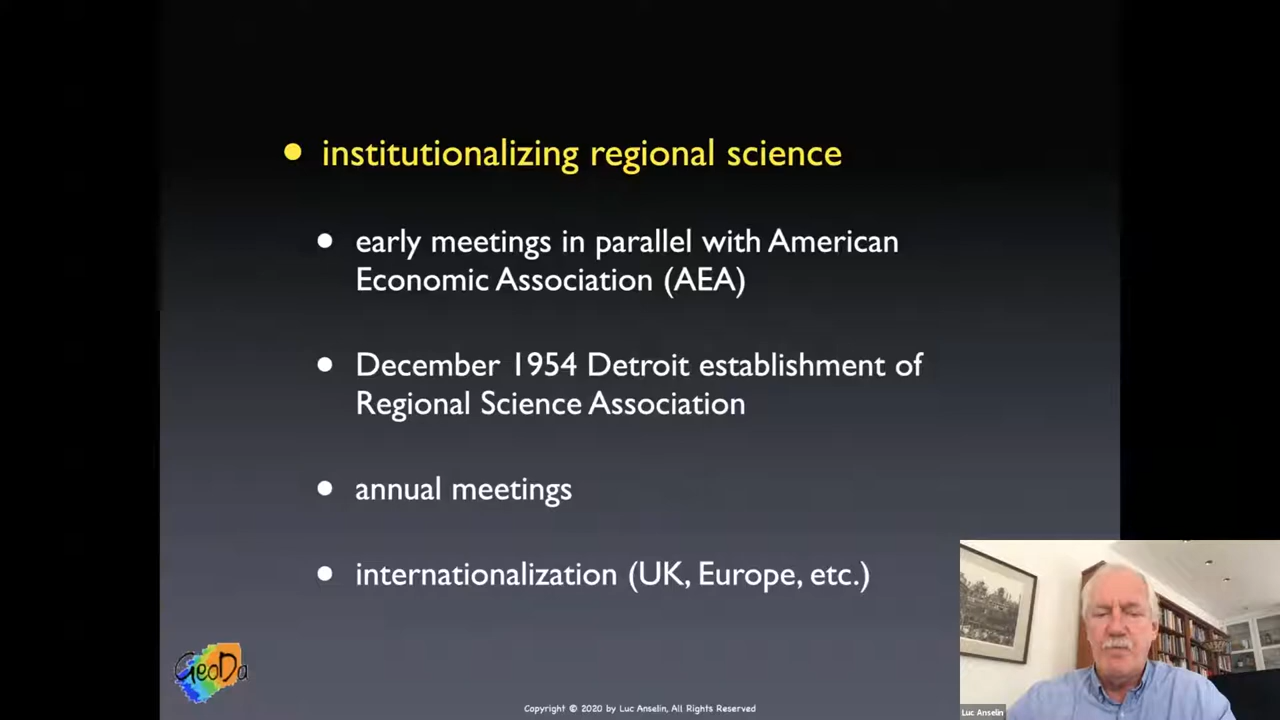 institutionalizing regional science
early meetings in parallel with American
Economic Association (AEA)
December 1954 Detroit establishment of
Regional Science Association
annual meetings
internationalization (UK, Europe, etc.)
GeoDa
Copyright © 2020 by Luc Anselin, All Rights Reserved
Luc Anselin